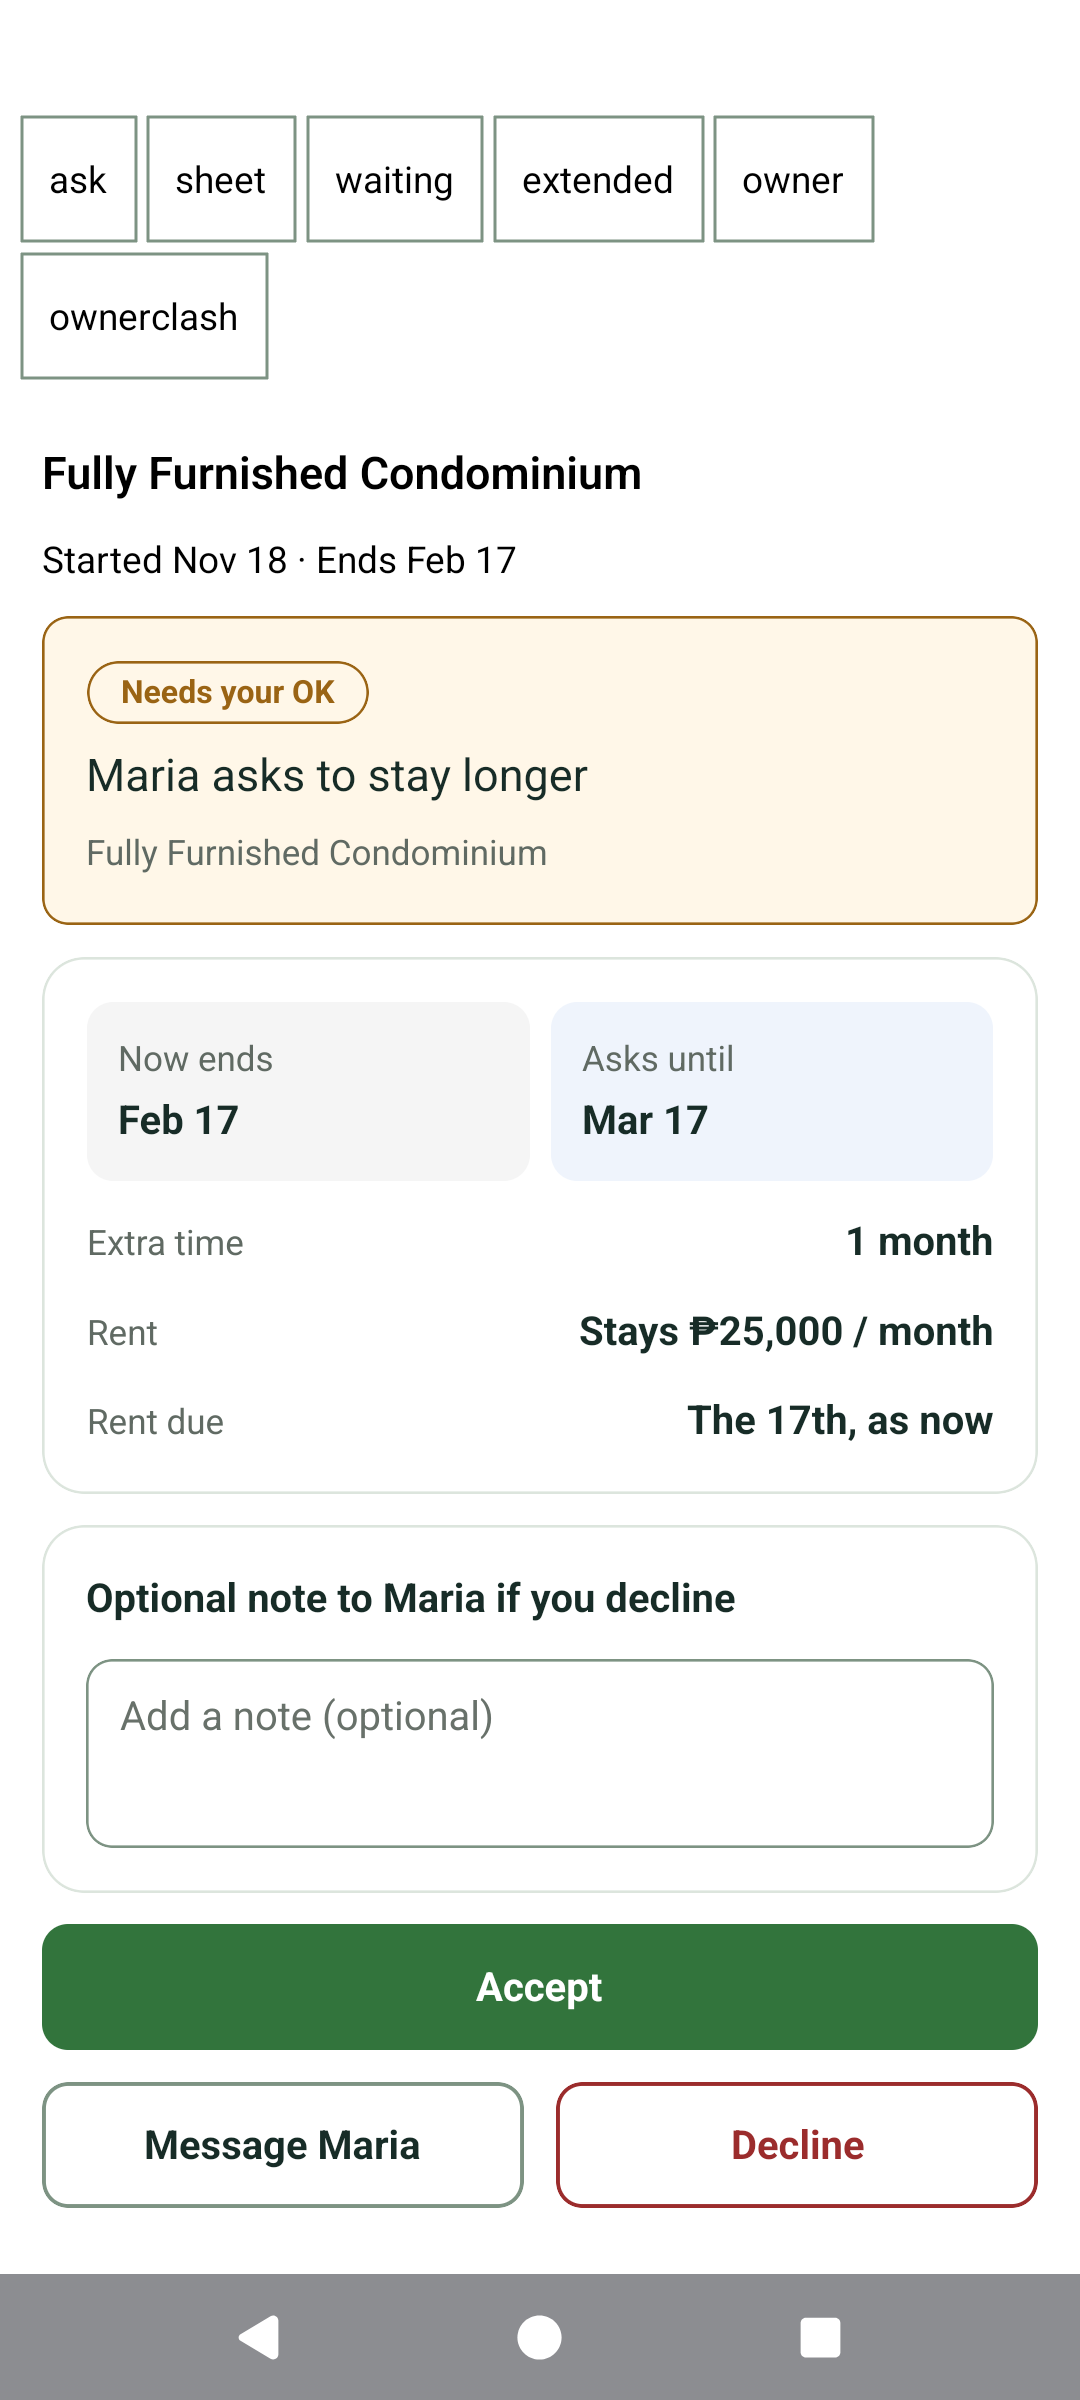 ask sheet waiting extended owner
ownerclash
Fully Furnished Condominium
Started Nov 18 · Ends Feb 17
Needs your OK
Maria asks to stay longer
Fully Furnished Condominium
Now ends
Feb 17
Asks until
Mar 17
Extra time 1 month
Rent Stays ₱25,000 / month
Rent due The 17th, as now
Optional note to Maria if you decline
Add a note (optional)
Accept
Message Maria Decline